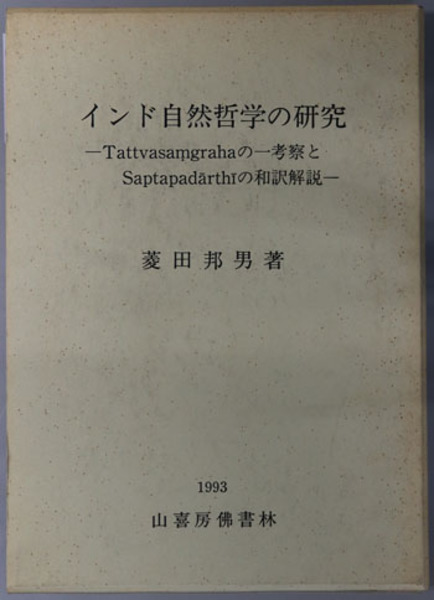 インド自然哲学の研究
—Tattvasaṃgrahaの一考察と
Saptapadārthīの和訳解説—
菱田邦男著
1993
山喜房佛書林